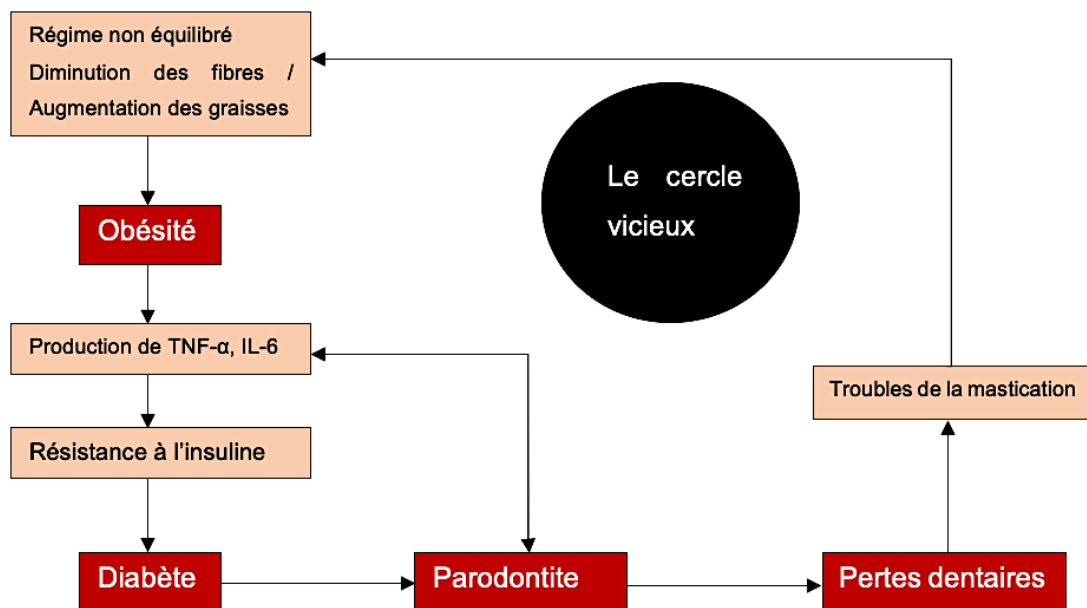 Régime non équilibré
Diminution des fibres /
Augmentation des graisses
Le cercle
vicieux
Obésité
Production de TNF-α, IL-6
Troubles de la mastication
Résistance à l'insuline
Diabète
Parodontite
Pertes dentaires